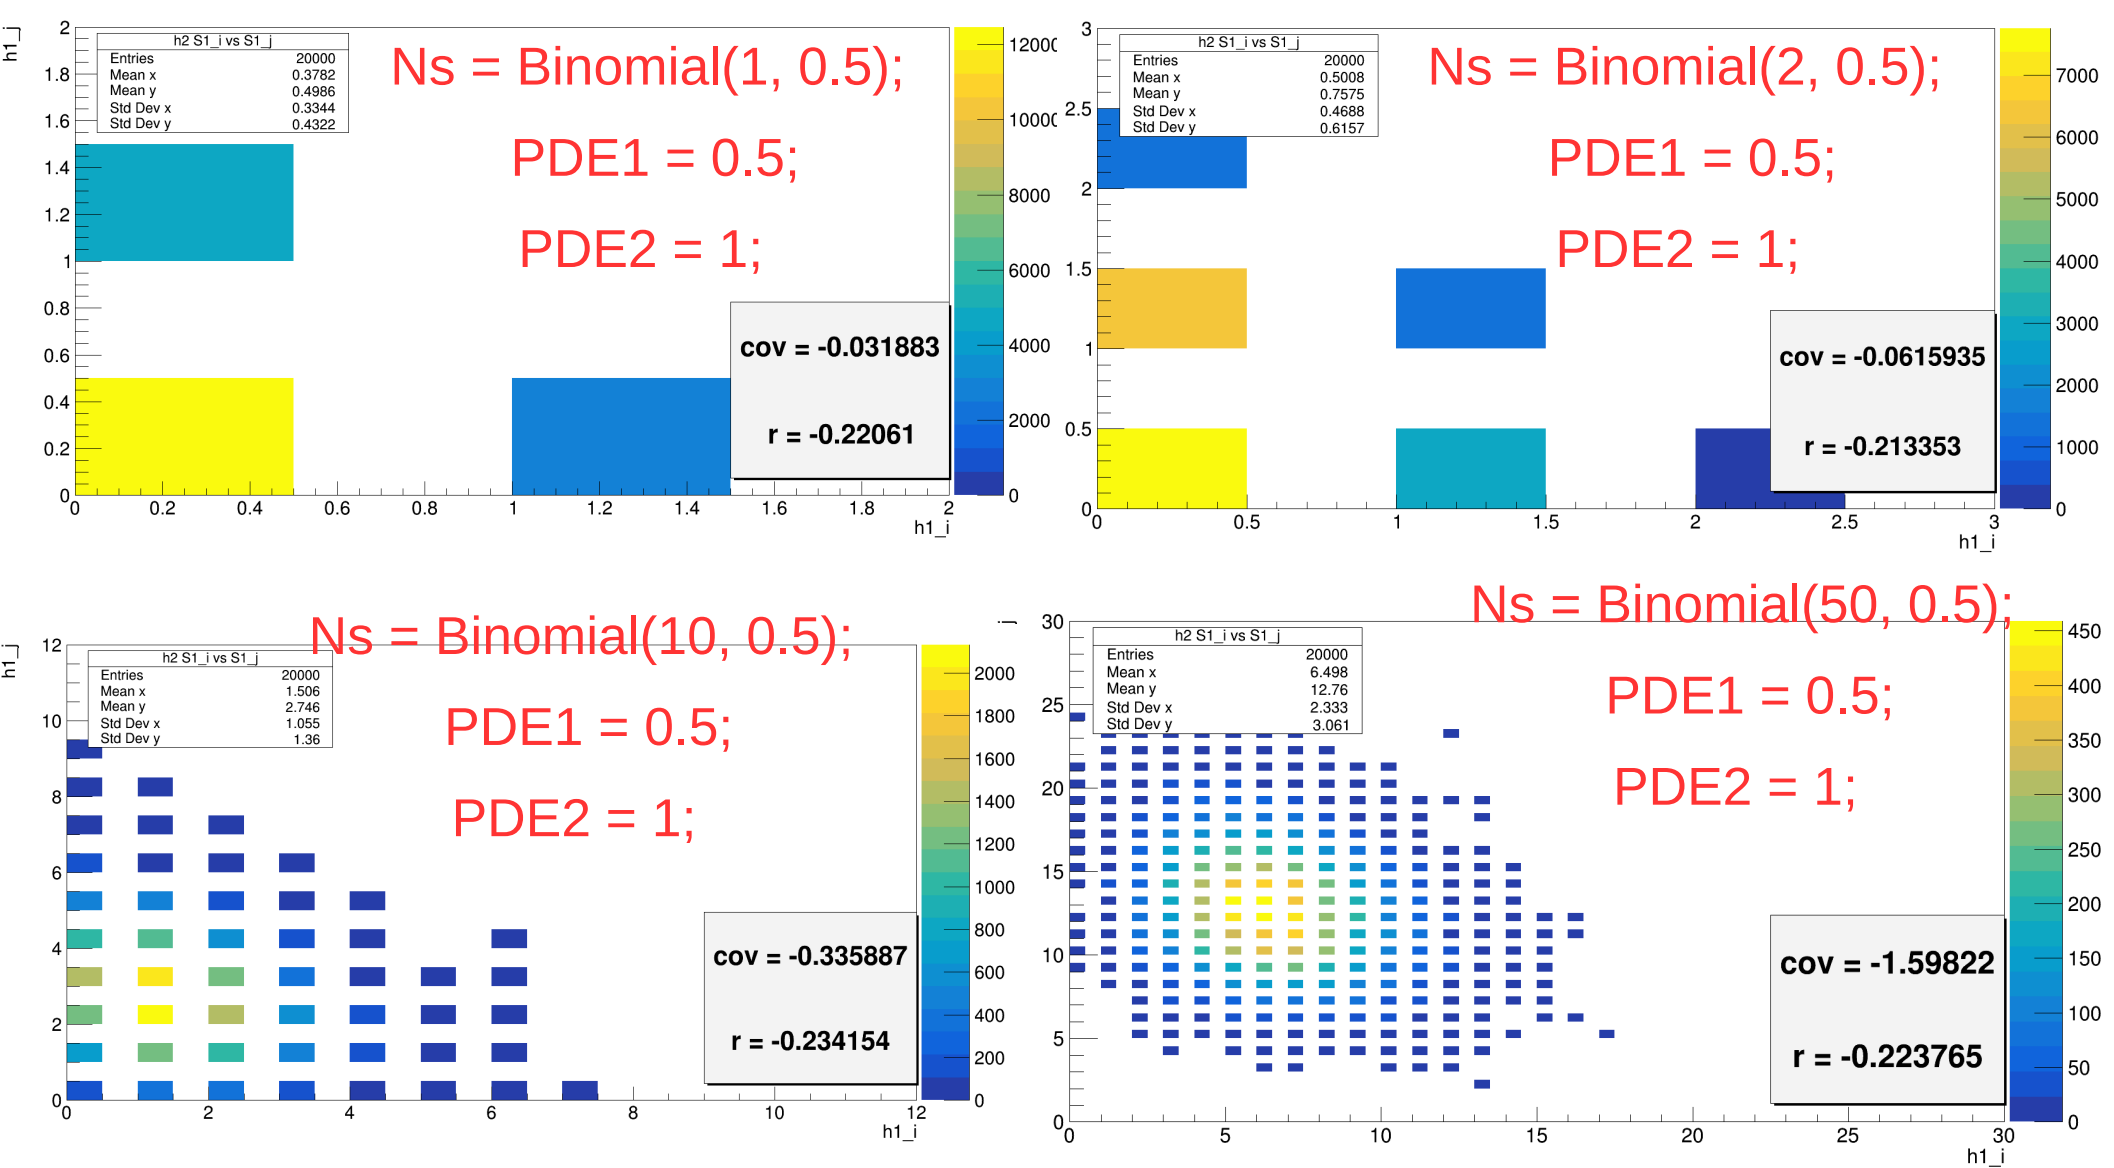 h1_j
h2 S1_i vs S1_j
Entries 20000
Mean x 0.3782
Mean y 0.4986
Std Dev x 0.3344
Std Dev y 0.4322
Ns = Binomial(1, 0.5);
PDE1 = 0.5;
PDE2 = 1;
cov = -0.031883
r = -0.22061
2
1.8
1.6
1.4
1.2
1
0.8
0.6
0.4
0.2
0
0 0.2 0.4 0.6 0.8 1 1.2 1.4 1.6 1.8 2
h1_i
12000
10000
8000
6000
4000
2000
0
h2 S1_i vs S1_j
Entries 20000
Mean x 0.5008
Mean y 0.7575
Std Dev x 0.4688
Std Dev y 0.6157
Ns = Binomial(2, 0.5);
PDE1 = 0.5;
PDE2 = 1;
cov = -0.0615935
r = -0.213353
3
2.5
2
1.5
1
0.5
0
0 0.5 1 1.5 2 2.5 3
h1_i
7000
6000
5000
4000
3000
2000
1000
0
h1_j
h2 S1_i vs S1_j
Entries 20000
Mean x 1.506
Mean y 2.746
Std Dev x 1.055
Std Dev y 1.36
Ns = Binomial(10, 0.5);
PDE1 = 0.5;
PDE2 = 1;
cov = -0.335887
r = -0.234154
12
10
8
6
4
2
0
0 2 4 6 8 10 12
h1_i
2000
1800
1600
1400
1200
1000
800
600
400
200
0
j
h2 S1_i vs S1_j
Entries 20000
Mean x 6.498
Mean y 12.76
Std Dev x 2.333
Std Dev y 3.061
Ns = Binomial(50, 0.5);
PDE1 = 0.5;
PDE2 = 1;
cov = -1.59822
r = -0.223765
30
25
20
15
10
5
0
0 5 10 15 20 25 30
h1_i
450
400
350
300
250
200
150
100
50
0